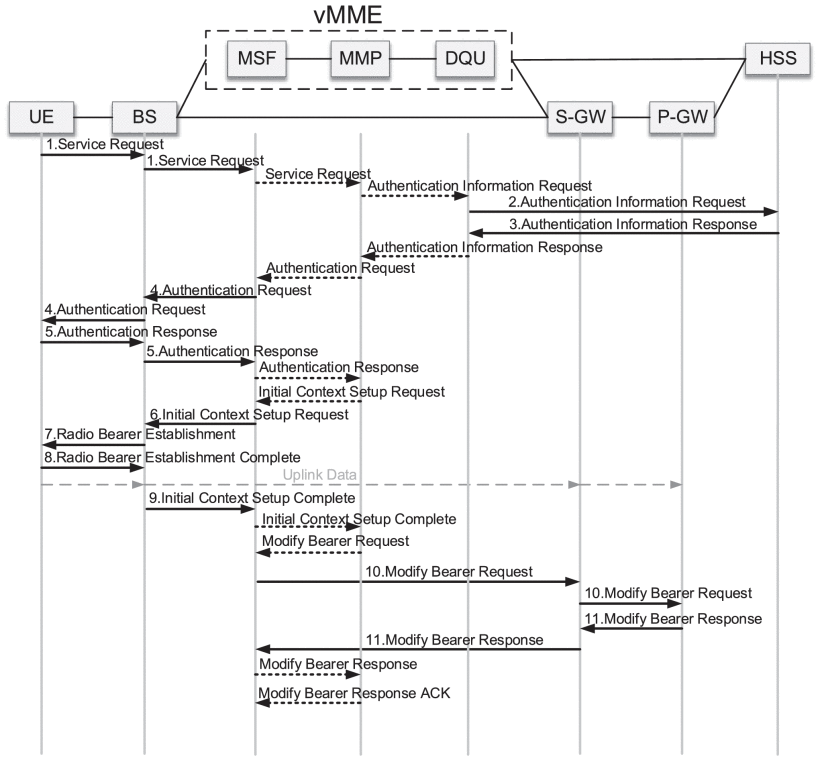 vMME
MSF
MMP
DQU
HSS
UE
BS
S-GW
P-GW
1.Service Request
1.Service Request
Service Request
Authentication Information Request
2.Authentication Information Request
3.Authentication Information Response
Authentication Information Response
Authentication Request
4.Authentication Request
4.Authentication Request
5.Authentication Response
5.Authentication Response
Authentication Response
Initial Context Setup Request
6.Initial Context Setup Request
7.Radio Bearer Establishment
8.Radio Bearer Establishment Complete
Uplink Data
9.Initial Context Setup Complete
Initial Context Setup Complete
Modify Bearer Request
10.Modify Bearer Request
10.Modify Bearer Request
11.Modify Bearer Response
11.Modify Bearer Response
Modify Bearer Response
Modify Bearer Response ACK